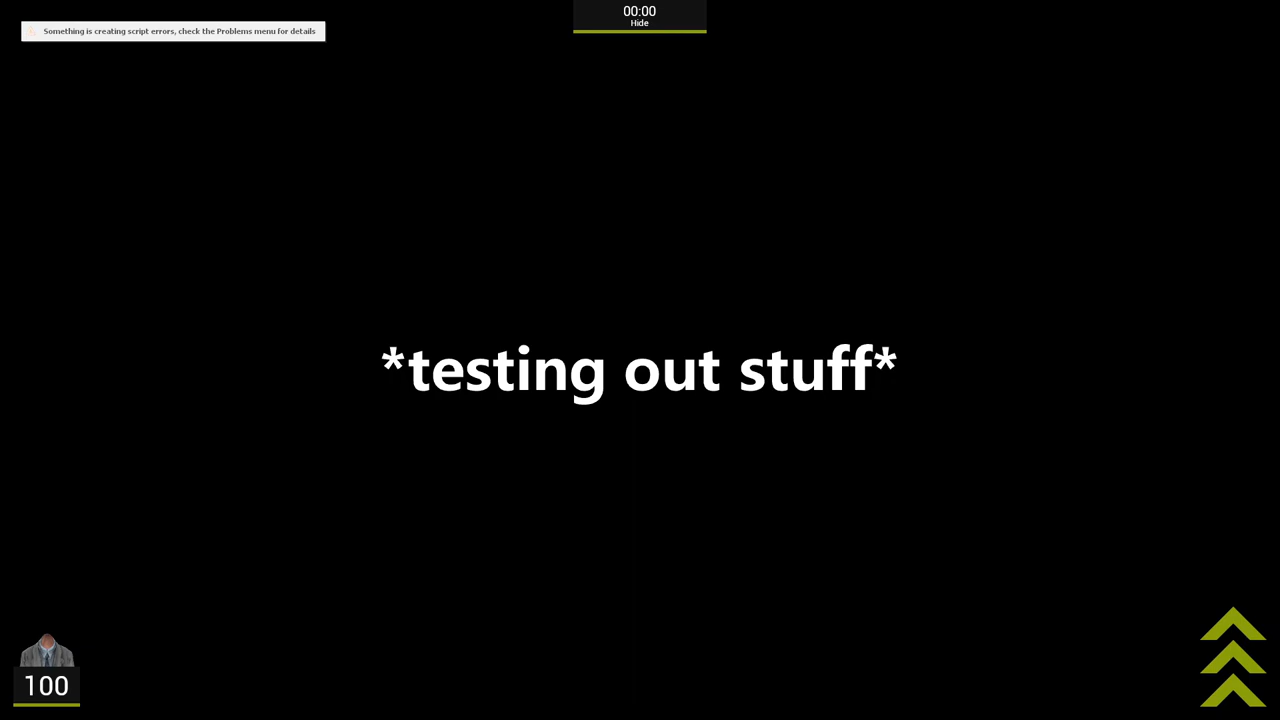 00:00
Hide
Something is creating script errors, check the Problems menu for details
*testing out stuff*
100